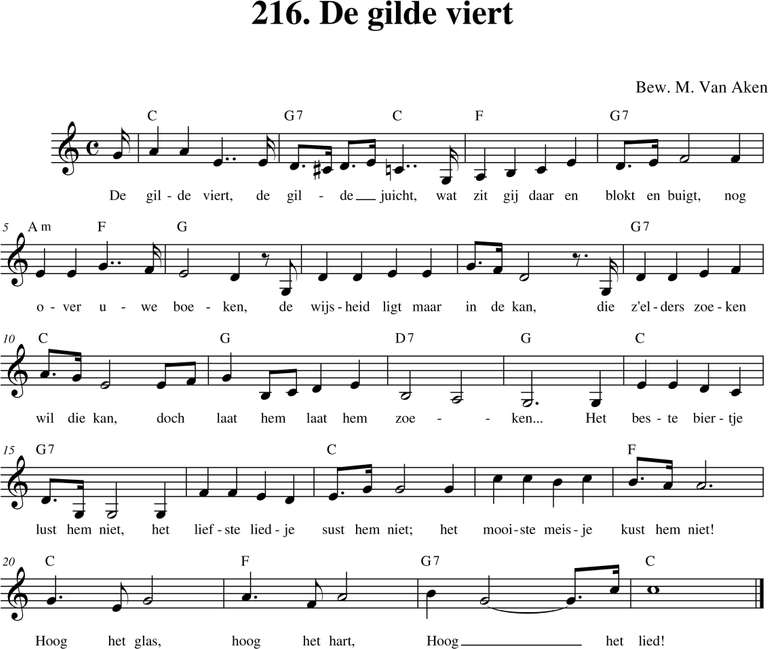 216. De gilde viert
Bew. M. Van Aken
C G7 C F G7
De gil - de viert, de gil - de juicht, wat zit gij daar en blokt en buigt, nog
5 Am F G G7
o - ver u - we boe - ken, de wijs - heid ligt maar in de kan, die z'el - ders zoe - ken
10 C G D7 G C
wil die kan, doch laat hem laat hem zoe - - ken... Het bes - te bier - tje
15 G7 C F
lust hem niet, het lief - ste lied - je sust hem niet; het mooi - ste meis - je kust hem niet!
20 C F G7 C
Hoog het glas, hoog het hart, Hoog het lied!